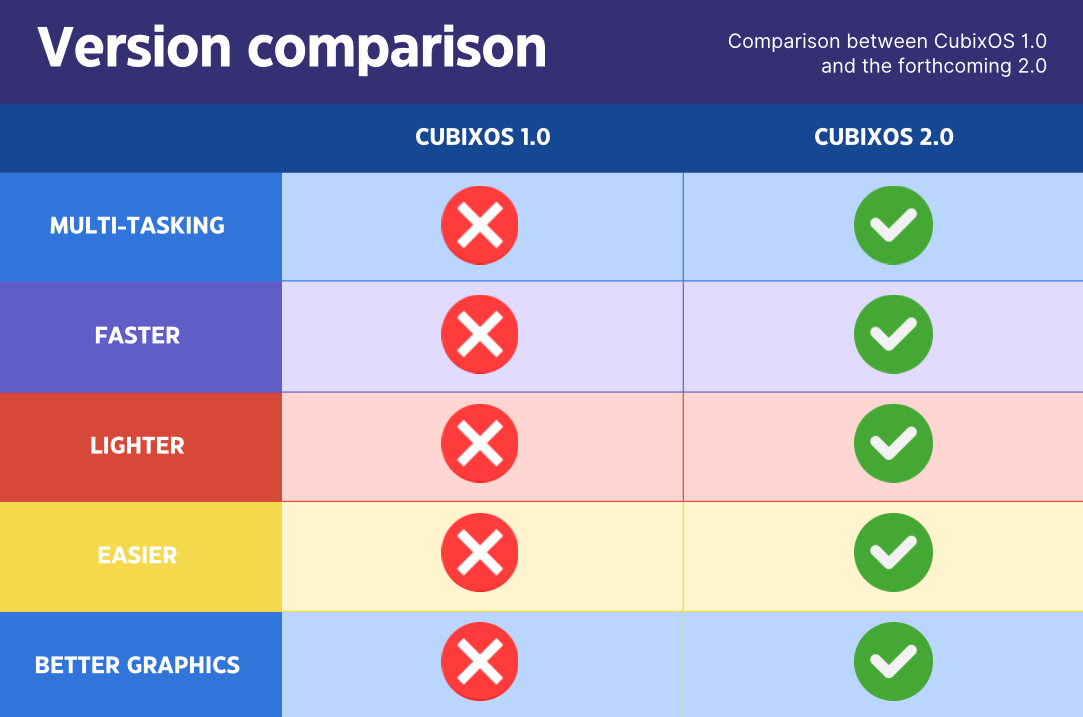 Version comparison
Comparison between CubixOS 1.0
and the forthcoming 2.0
CUBIXOS 1.0
CUBIXOS 2.0
MULTI-TASKING
FASTER
LIGHTER
EASIER
BETTER GRAPHICS